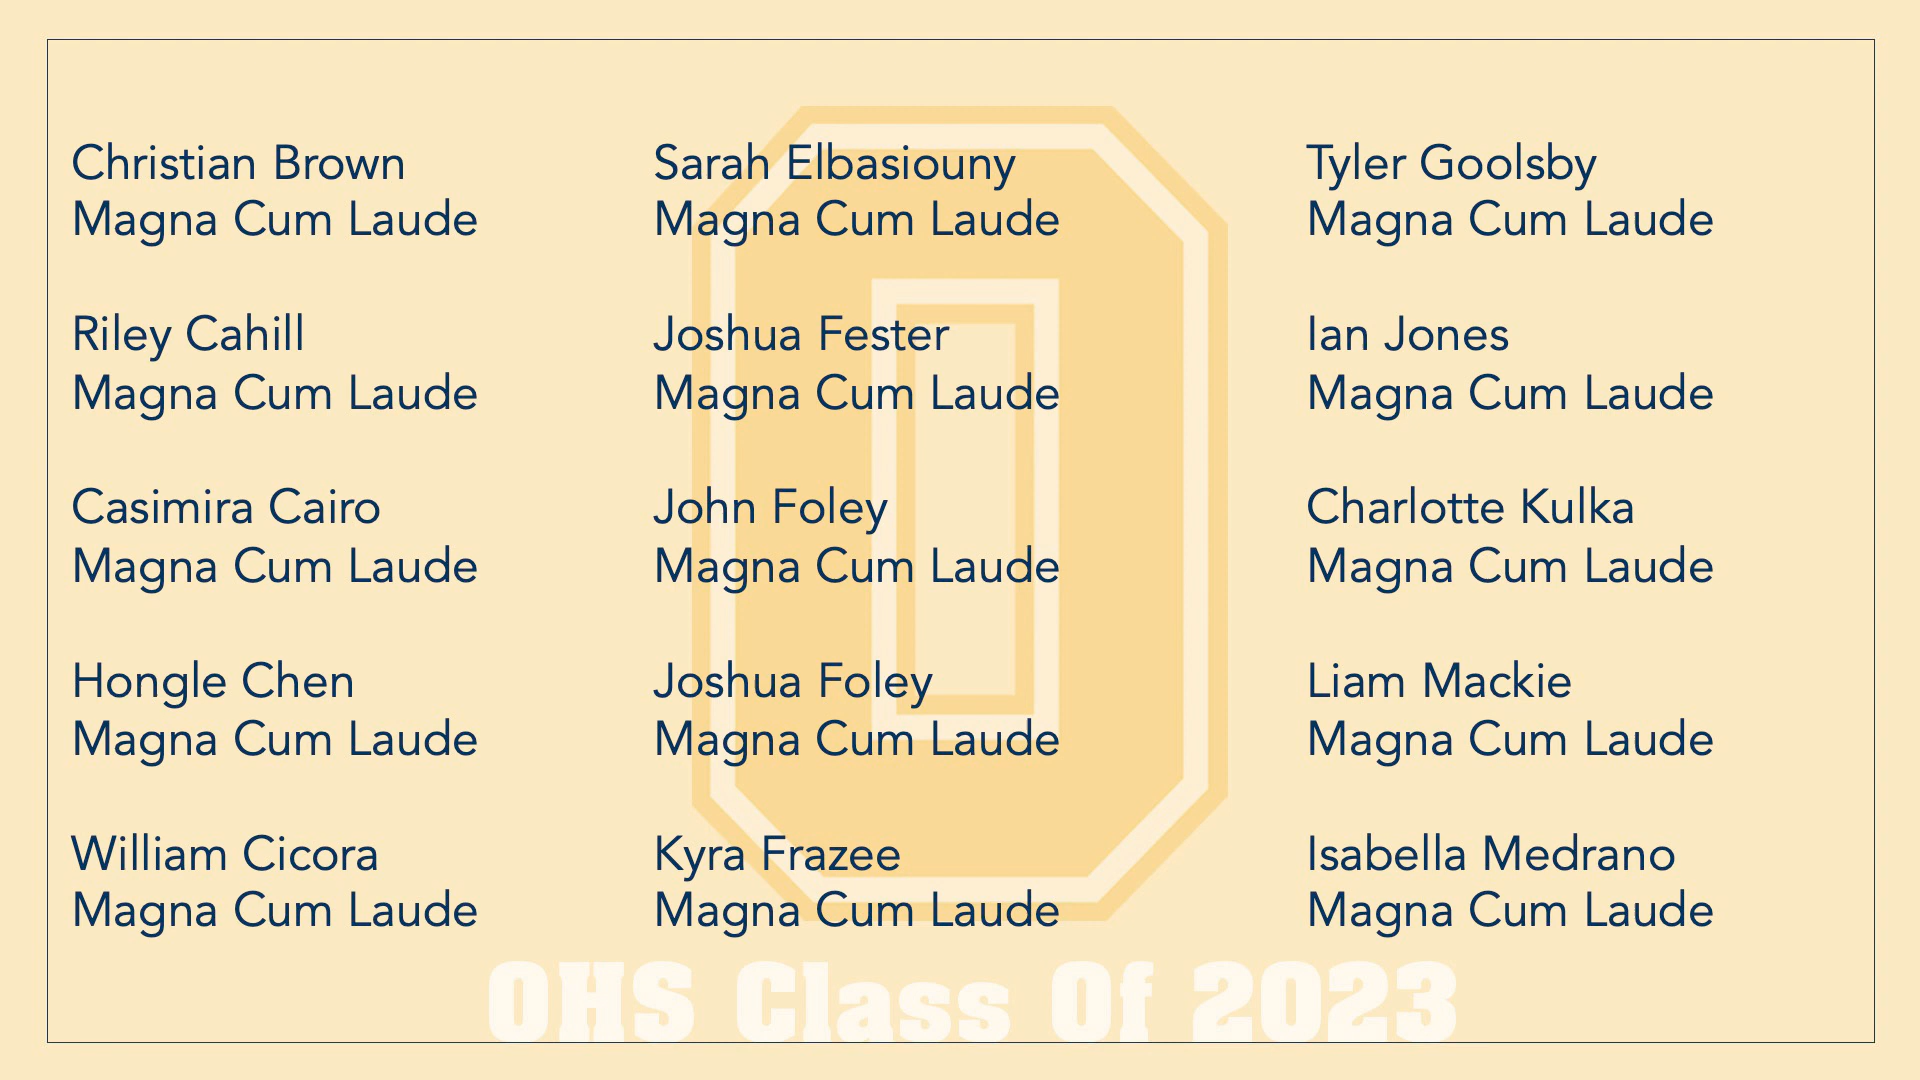 Christian Brown
Magna Cum Laude
Riley Cahill
Magna Cum Laude
Casimira Cairo
Magna Cum Laude
Hongle Chen
Magna Cum Laude
William Cicora
Magna Cum Laude
Sarah Elbasiouny
Magna Cum Laude
Joshua Fester
Magna Cum Laude
John Foley
Magna Cum Laude
Joshua Foley
Magna Cum Laude
Kyra Frazee
Magna Cum Laude
Tyler Goolsby
Magna Cum Laude
Ian Jones
Magna Cum Laude
Charlotte Kulka
Magna Cum Laude
Liam Mackie
Magna Cum Laude
Isabella Medrano
Magna Cum Laude
O
OHS Class Of 2023